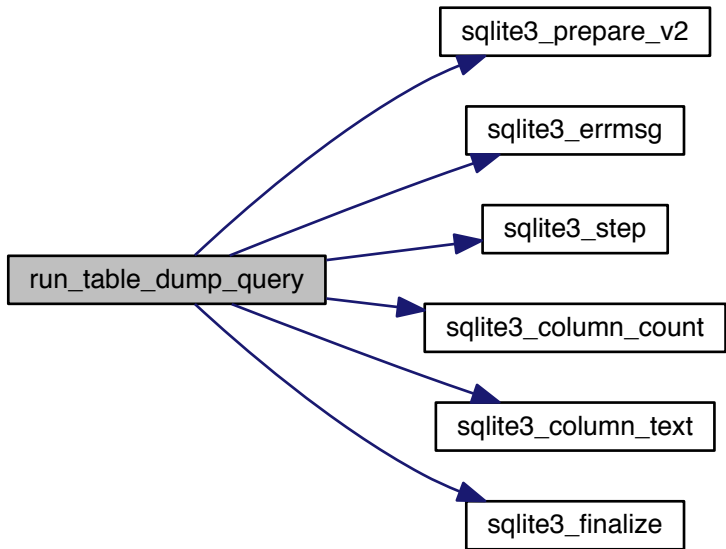 sqlite3_prepare_v2
sqlite3_errmsg
sqlite3_step
run_table_dump_query
sqlite3_column_count
sqlite3_column_text
sqlite3_finalize